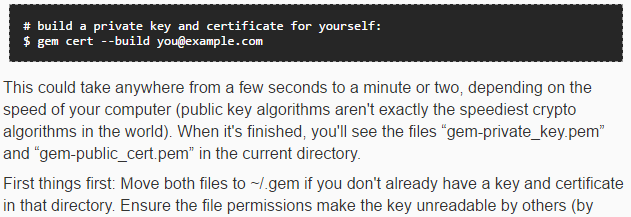 # build a private key and certificate for yourself:
$ gem cert --build you@example.com
This could take anywhere from a few seconds to a minute or two, depending on the
speed of your computer (public key algorithms aren't exactly the speediest crypto
algorithms in the world). When it's finished, you'll see the files “gem-private_key.pem”
and “gem-public_cert.pem” in the current directory.
First things first: Move both files to ~/.gem if you don't already have a key and certificate
in that directory. Ensure the file permissions make the key unreadable by others (by